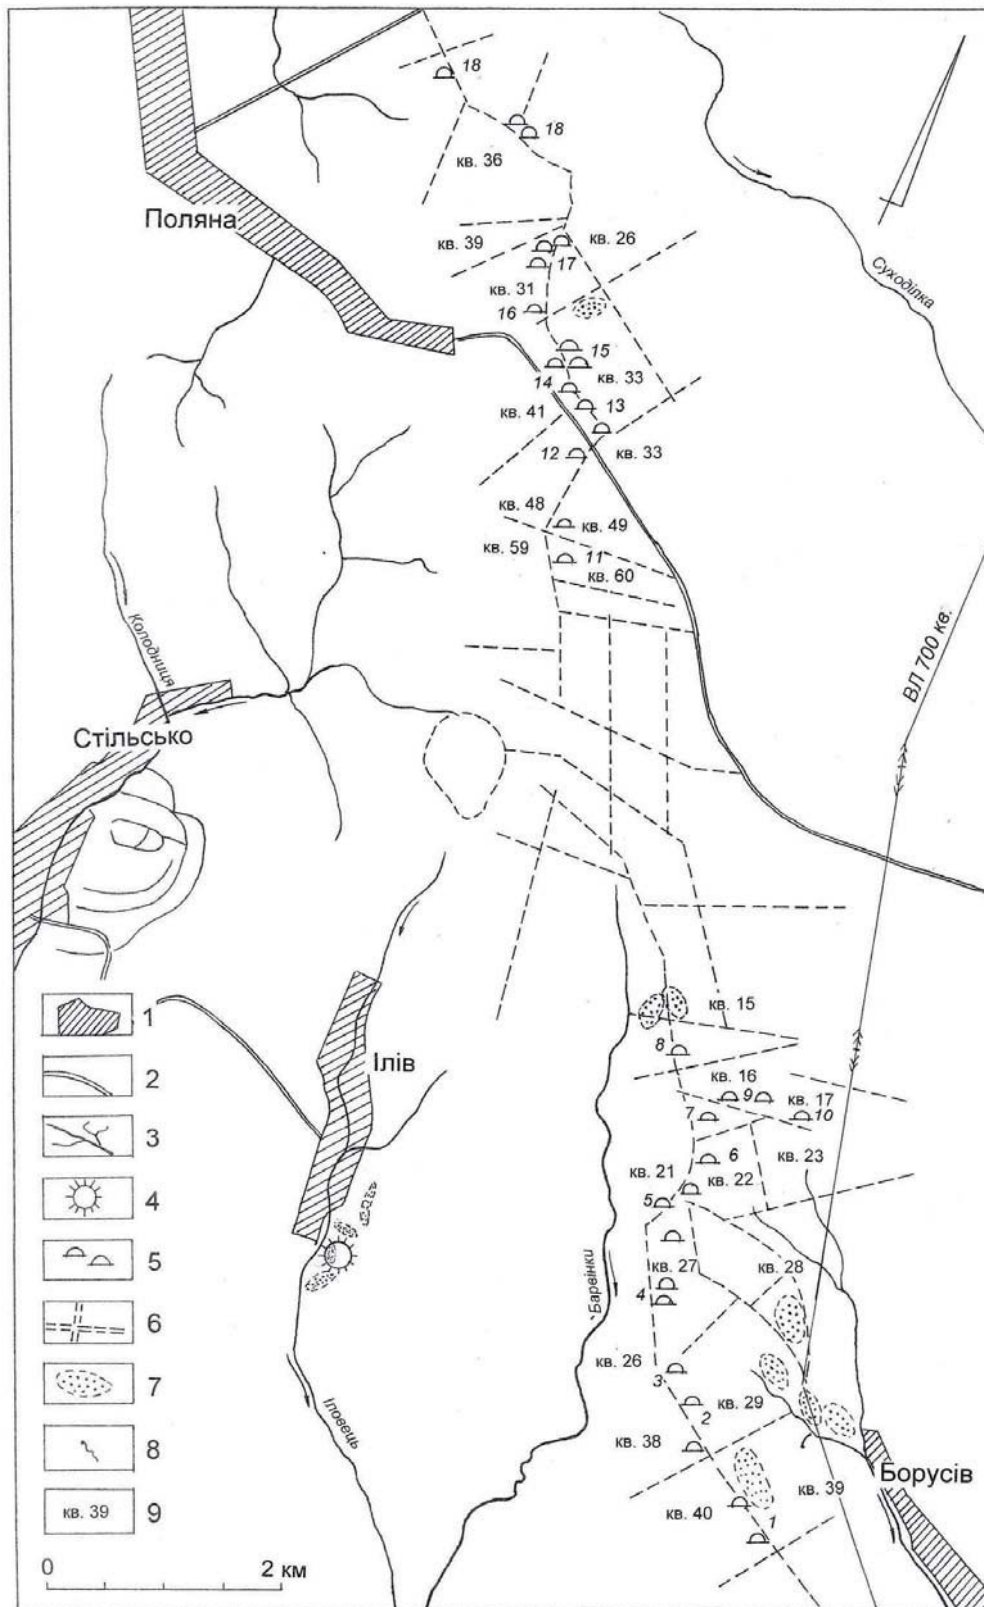 18
18
кв. 36
Поляна
кв. 39
кв. 26
17
Суходілка
кв. 31
16
15
14
кв. 33
кв. 41
13
12
кв. 33
кв. 48
кв. 49
кв. 59
11
кв. 60
Колодниця
ВЛ 700 кв.
Стільсько
1
кв. 15
2
Ілів
8
кв. 16
9
кв. 17
7
10
3
6
кв. 23
4
кв. 21
кв. 22
5
5
Барвінки
кв. 27
кв. 28
4
6
кв. 26
3
7
2
кв. 29
Іловець
кв. 38
8
Борусів
кв. 39
кв. 39
9
кв. 40
1
0
2 км